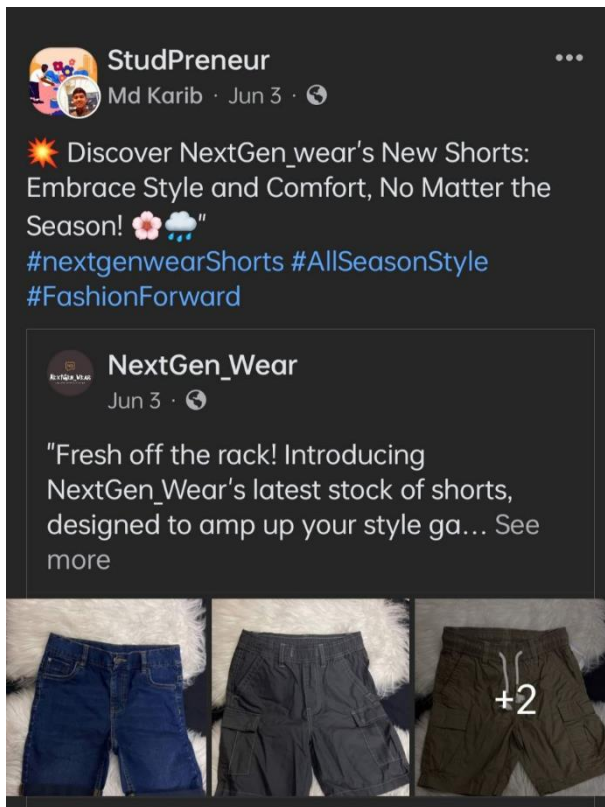 StudPreneur
Md Karib · Jun 3 ·
💥 Discover NextGen_wear's New Shorts:
Embrace Style and Comfort, No Matter the
Season! 🌸🌧️"
#nextgenwearShorts #AllSeasonStyle
#FashionForward
NextGen_Wear
Jun 3 ·
"Fresh off the rack! Introducing
NextGen_Wear's latest stock of shorts,
designed to amp up your style ga... See
more
+2